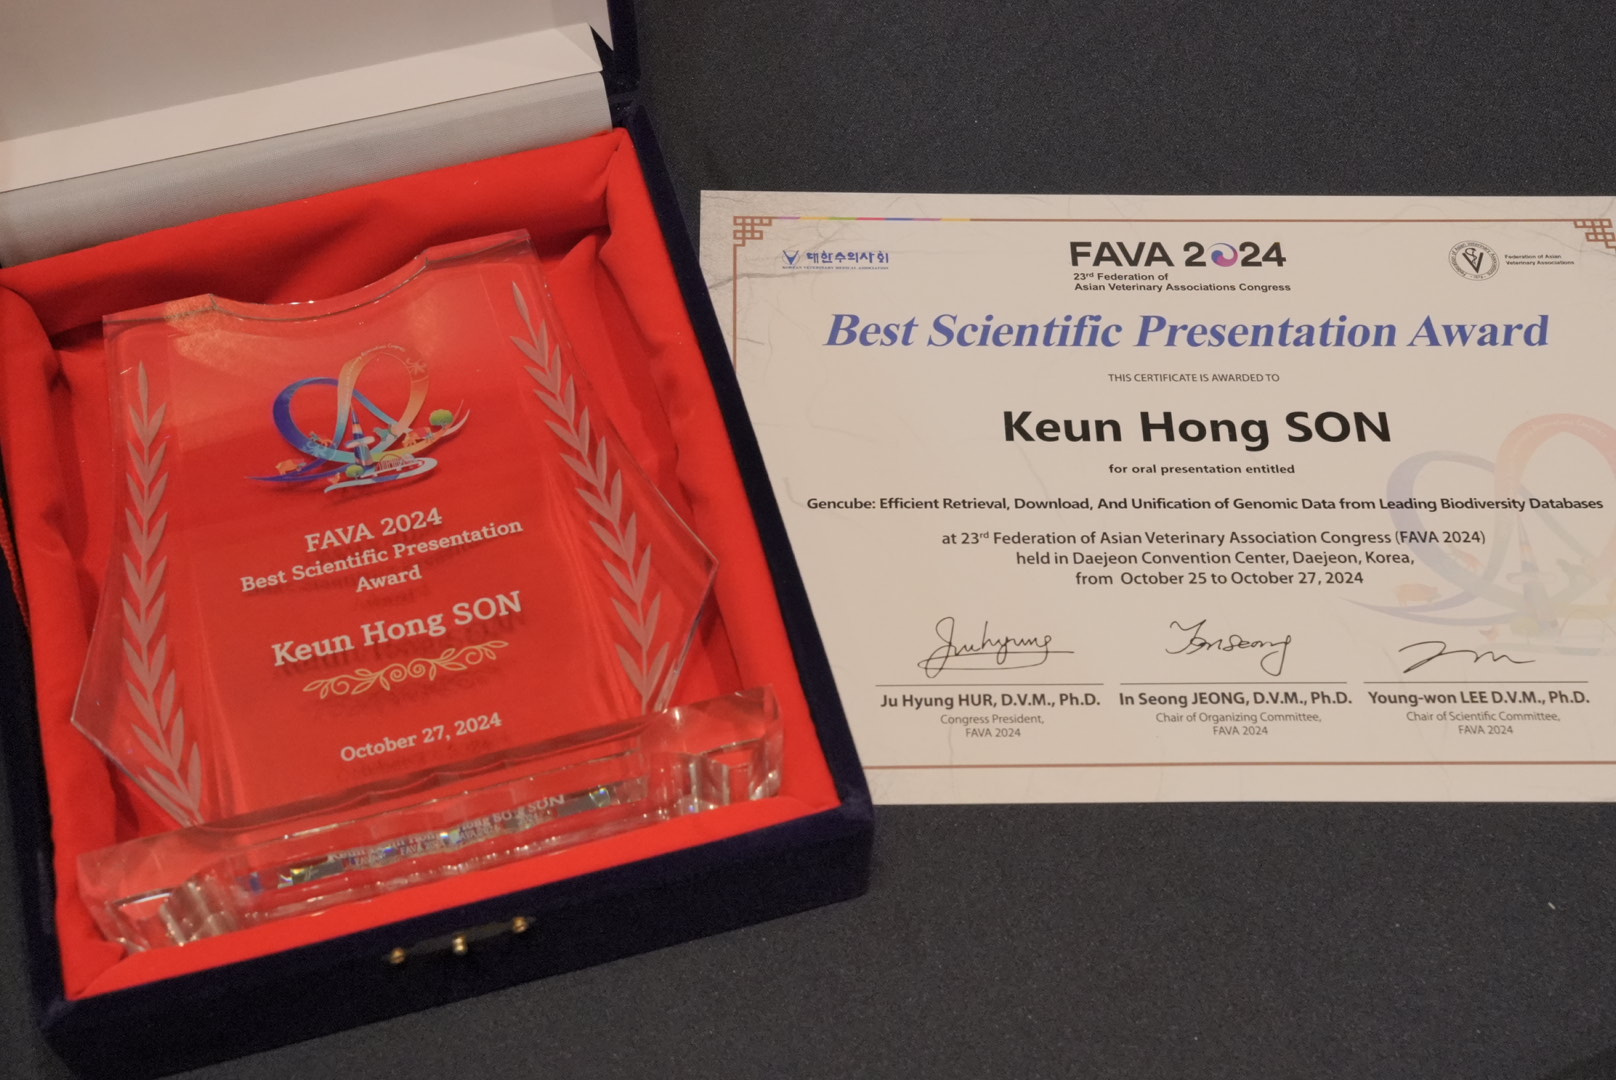 FAVA 2024
Best Scientific Presentation
Award
Keun Hong SON
October 27, 2024
대한수의사회
KOREAN VETERINARY MEDICAL ASSOCIATION
FAVA 2024
23rd Federation of
Asian Veterinary Associations Congress
Federation of Asian
Veterinary Associations
Best Scientific Presentation Award
THIS CERTIFICATE IS AWARDED TO
Keun Hong SON
for oral presentation entitled
Gencube: Efficient Retrieval, Download, And Unification of Genomic Data from Leading Biodiversity Databases
at 23rd Federation of Asian Veterinary Association Congress (FAVA 2024)
held in Daejeon Convention Center, Daejeon, Korea,
from October 25 to October 27, 2024
Ju Hyung HUR, D.V.M., Ph.D.
Congress President,
FAVA 2024
In Seong JEONG, D.V.M., Ph.D.
Chair of Organizing Committee,
FAVA 2024
Young-won LEE D.V.M., Ph.D.
Chair of Scientific Committee,
FAVA 2024